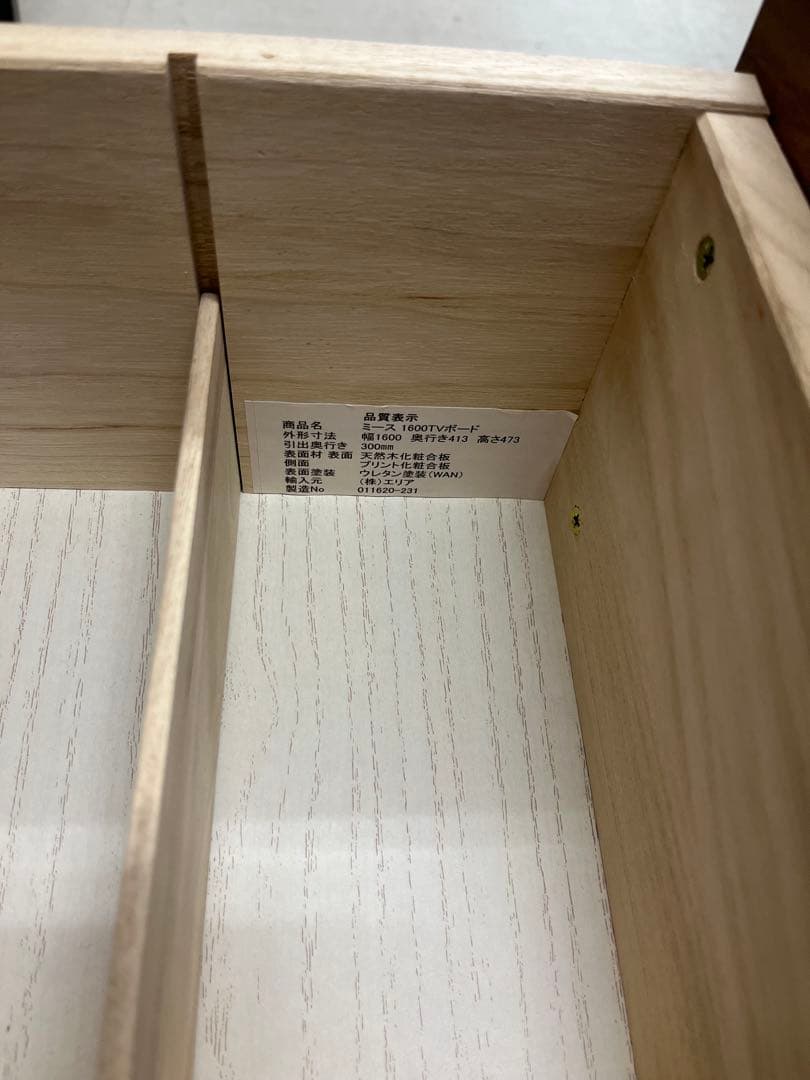 品質表示
商品名 ミース 1600TVボード
外形寸法 幅1600 奥行き413 高さ473
引出奥行き 300mm
表面材 表面 天然木化粧合板
側面 プリント化粧合板
表面塗装 ウレタン塗装(WAN)
輸入元 (株)エリア
製造No 011620-231